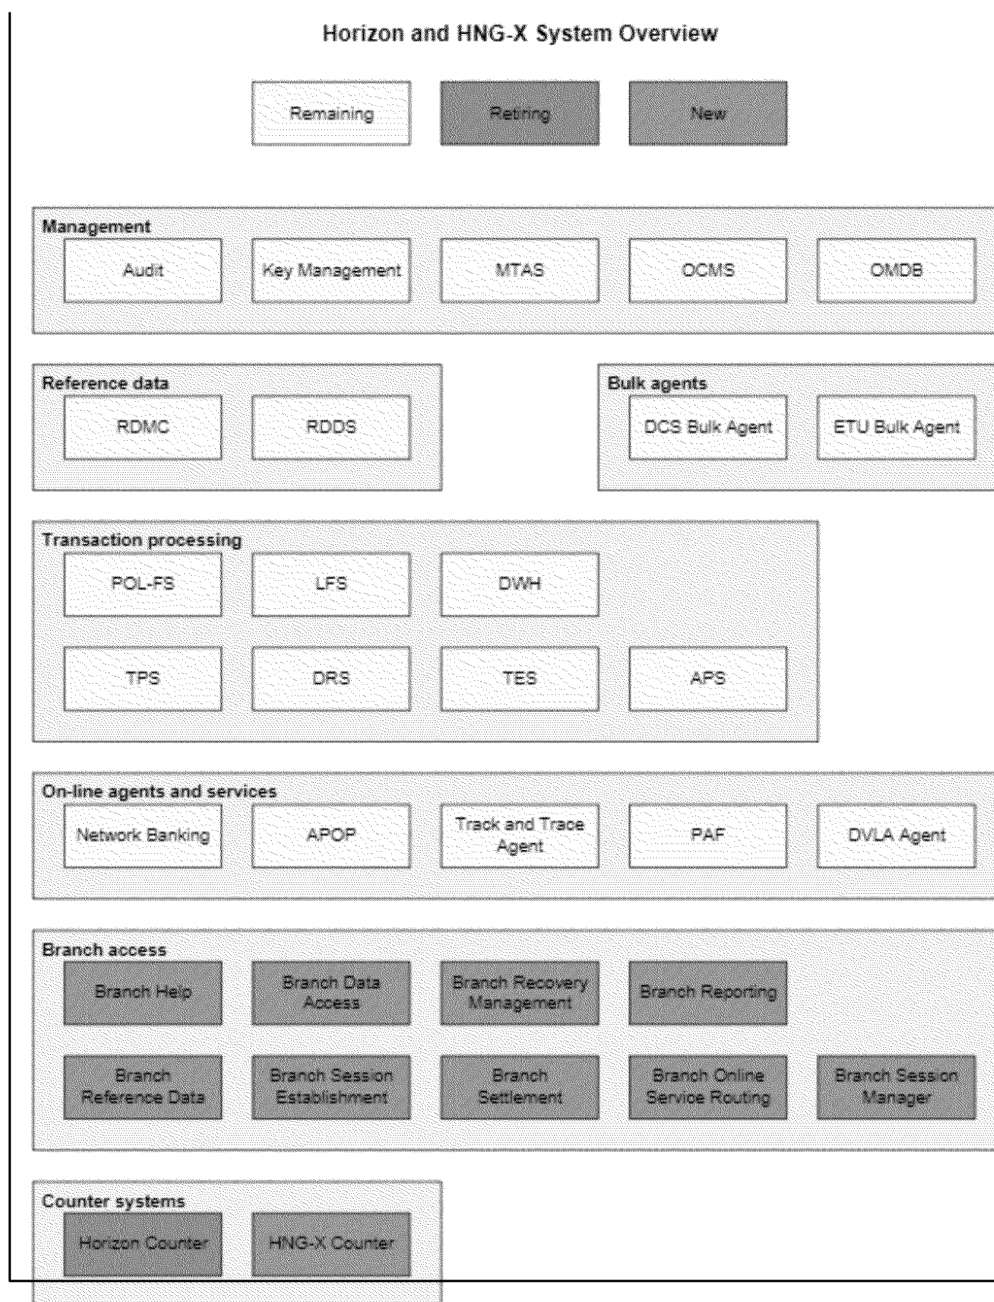 Horizon and HNG-X System Overview
Remaining
Retiring
New
Management
Audit
Key Management
MTAS
OCMS
OMDB
Reference data
RDMC
RDDS
Bulk agents
DCS Bulk Agent
ETU Bulk Agent
Transaction processing
POL-FS
LFS
DWH
TPS
DRS
TES
APS
On-line agents and services
Network Banking
APOP
Track and Trace
Agent
PAF
DVLA Agent
Branch access
Branch Help
Branch Data
Access
Branch Recovery
Management
Branch Reporting
Branch
Reference Data
Branch Session
Establishment
Branch
Settlement
Branch Online
Service Routing
Branch Session
Manager
Counter systems
Horizon Counter
HNG-X Counter